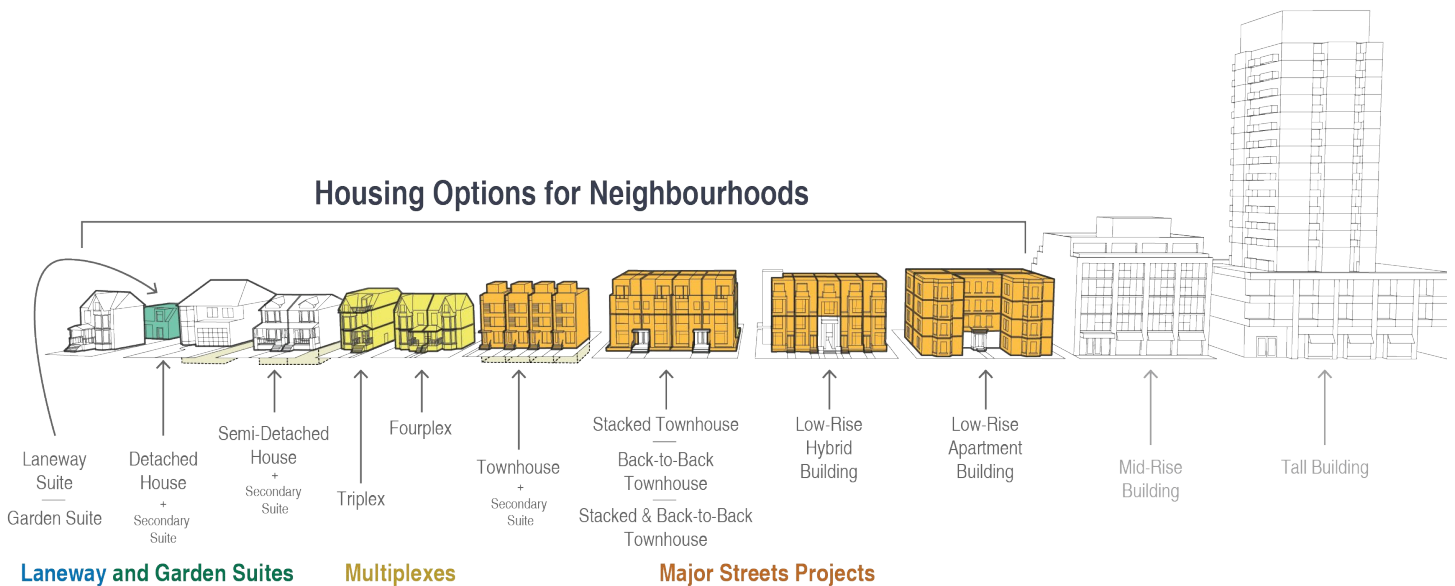 Housing Options for Neighbourhoods
Laneway
Suite
Garden Suite
Detached
House
+
Secondary
Suite
Semi-Detached
House
+
Secondary
Suite
Triplex
Fourplex
Townhouse
+
Secondary
Suite
Stacked Townhouse
Back-to-Back
Townhouse
Stacked & Back-to-Back
Townhouse
Low-Rise
Hybrid
Building
Low-Rise
Apartment
Building
Mid-Rise
Building
Tall Building
Laneway and Garden Suites
Multiplexes
Major Streets Projects